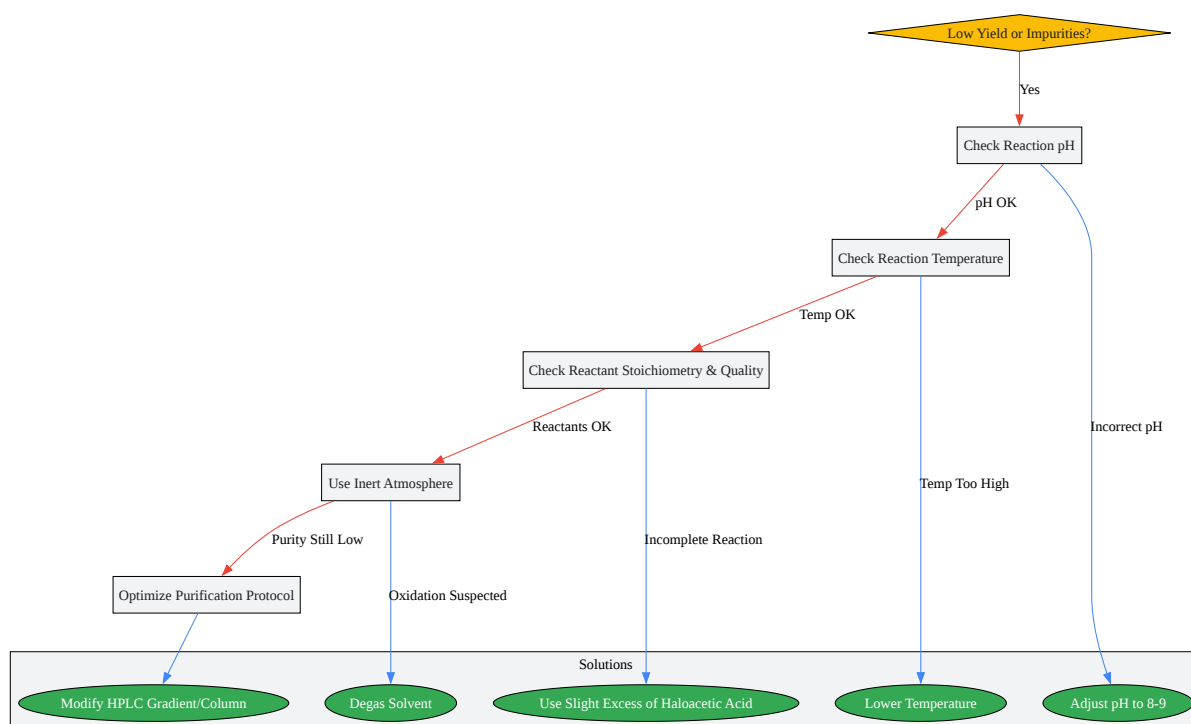 Low Yield or Impurities?
Yes
Check Reaction pH
pH OK
Check Reaction Temperature
Temp OK
Check Reactant Stoichiometry & Quality
Reactants OK
Incorrect pH
Use Inert Atmosphere
Temp Too High
Purity Still Low
Incomplete Reaction
Optimize Purification Protocol
Oxidation Suspected
Solutions
Modify HPLC Gradient/Column
Degas Solvent
Use Slight Excess of Haloacetic Acid
Lower Temperature
Adjust pH to 8-9